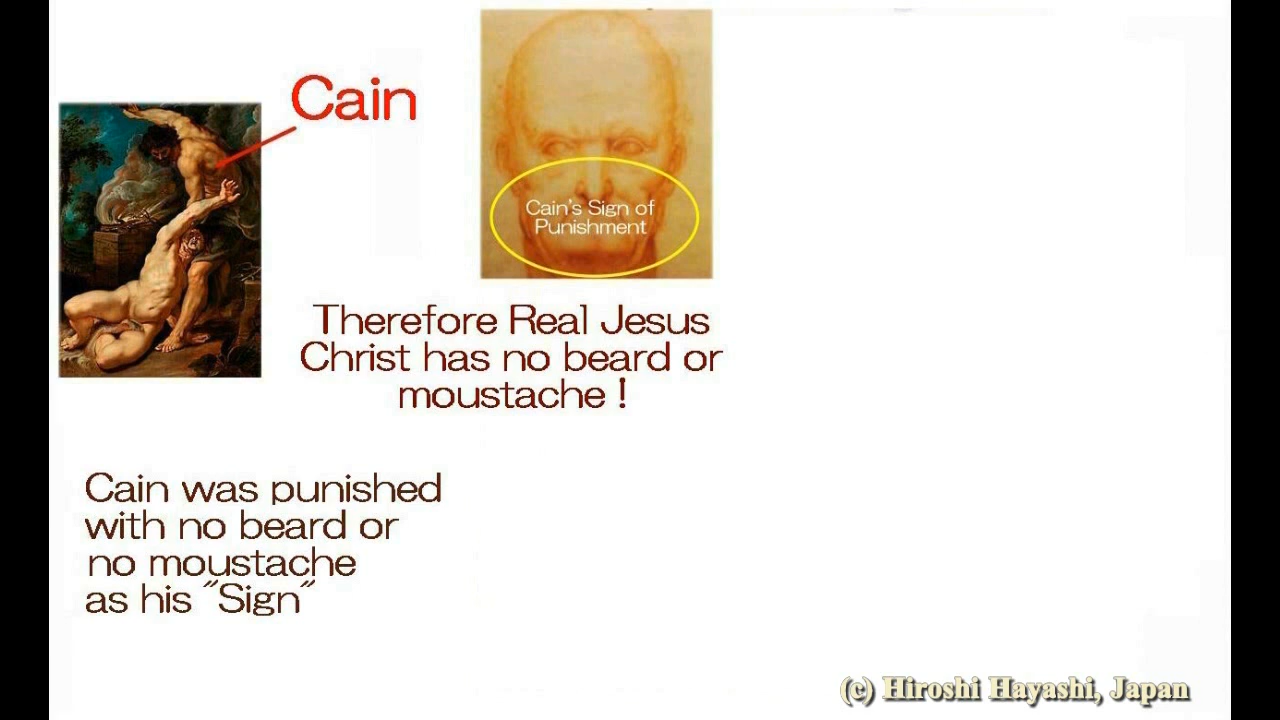 Cain
Cain's Sign of
Punishment
Therefore Real Jesus
Christ has no beard or
moustache !
Cain was punished
with no beard or
no moustache
as his "Sign"
(c) Hiroshi Hayashi, Japan